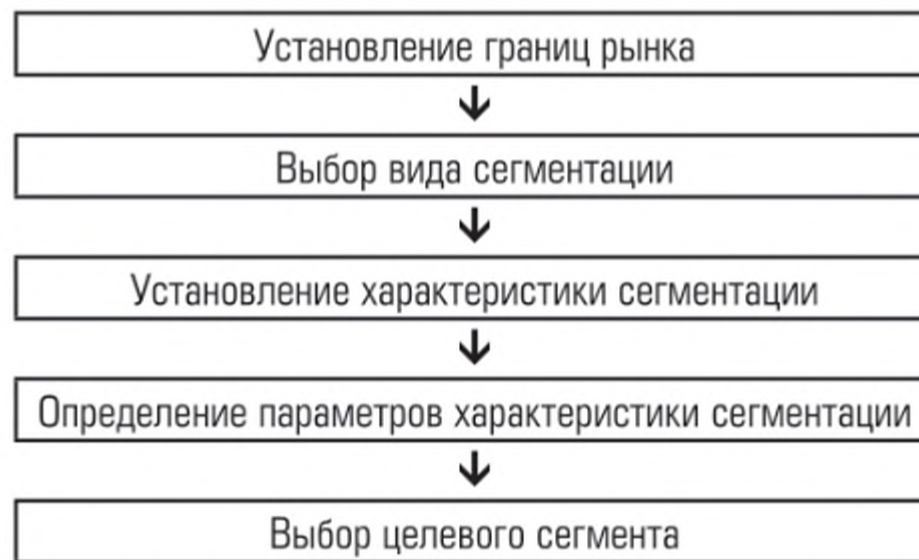 Установление границ рынка
Выбор вида сегментации
Установление характеристики сегментации
Определение параметров характеристики сегментации
Выбор целевого сегмента